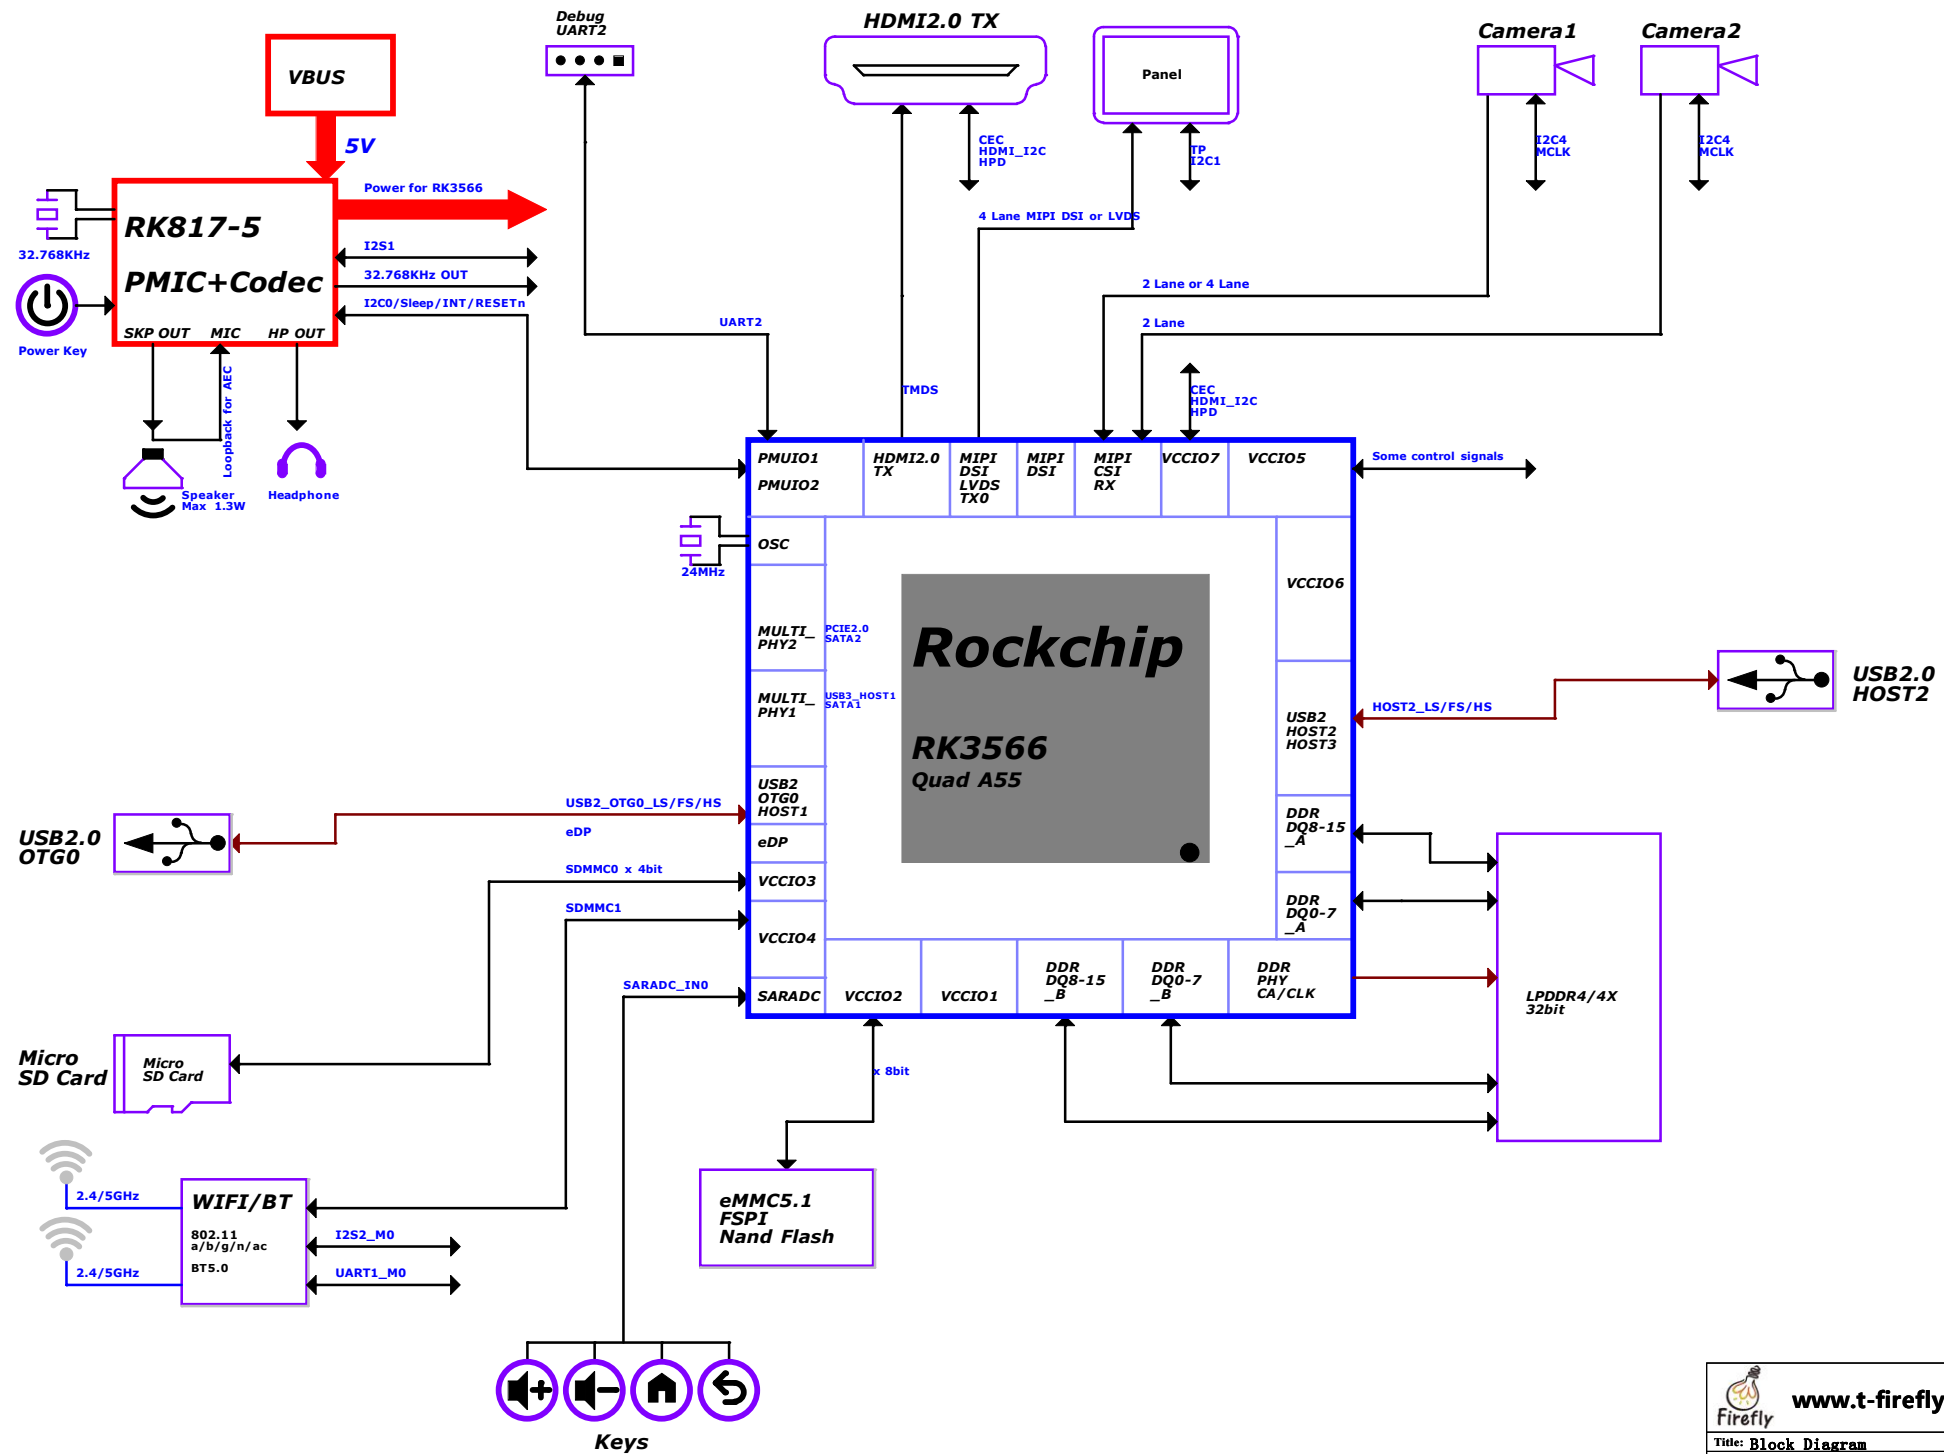 Debug
UART2
HDMI2.0 TX
Panel
Camera1
Camera2
VBUS
5V
CEC
HDMI_I2C
HPD
TP
I2C1
I2C4
MCLK
I2C4
MCLK
Power for RK3566
RK817-5
PMIC+Codec
32.768KHz
I2S1
32.768KHz OUT
I2C0/Sleep/INT/RESETn
4 Lane MIPI DSI or LVDS
2 Lane or 4 Lane
2 Lane
UART2
SKP OUT
MIC
HP OUT
Power Key
Loopback for AEC
TMDS
CEC
HDMI_I2C
HPD
Speaker
Max 1.3W
Headphone
PMUIO1
PMUIO2
HDMI2.0
TX
MIPI
DSI
LVDS
TX0
MIPI
DSI
MIPI
CSI
RX
VCCIO7
VCCIO5
Some control signals
OSC
24MHz
VCCIO6
MULTI_
PHY2
PCIE2.0
SATA2
MULTI_
PHY1
USB3_HOST1
SATA1
Rockchip
RK3566
Quad A55
USB2
HOST2
HOST3
HOST2_LS/FS/HS
USB2.0
HOST2
USB2
OTG0
HOST1
USB2_OTG0_LS/FS/HS
USB2.0
OTG0
eDP
eDP
SDMMC0 x 4bit
VCCIO3
SDMMC1
VCCIO4
SARADC_IN0
SARADC
VCCIO2
VCCIO1
DDR
DQ8-15
_B
DDR
DQ0-7
_B
DDR
PHY
CA/CLK
DDR
DQ8-15
_A
DDR
DQ0-7
_A
LPDDR4/4X
32bit
Micro
SD Card
Micro
SD Card
x 8bit
eMMC5.1
FSPI
Nand Flash
2.4/5GHz
2.4/5GHz
WIFI/BT
802.11
a/b/g/n/ac
BT5.0
I2S2_M0
UART1_M0
Keys
Firefly
www.t-firefly
Title: Block Diagram